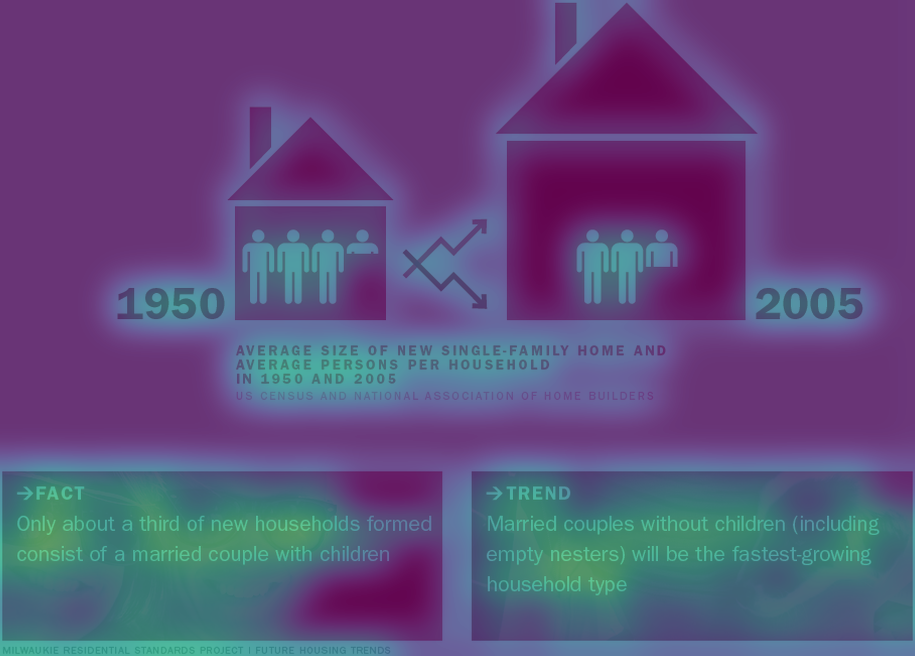 1950
2005
AVERAGE SIZE OF NEW SINGLE-FAMILY HOME AND
AVERAGE PERSONS PER HOUSEHOLD
IN 1950 AND 2005
US CENSUS AND NATIONAL ASSOCIATION OF HOME BUILDERS
→FACT
Only about a third of new households formed
consist of a married couple with children
→TREND
Married couples without children (including
empty nesters) will be the fastest-growing
household type
MILWAUKIE RESIDENTIAL STANDARDS PROJECT | FUTURE HOUSING TRENDS